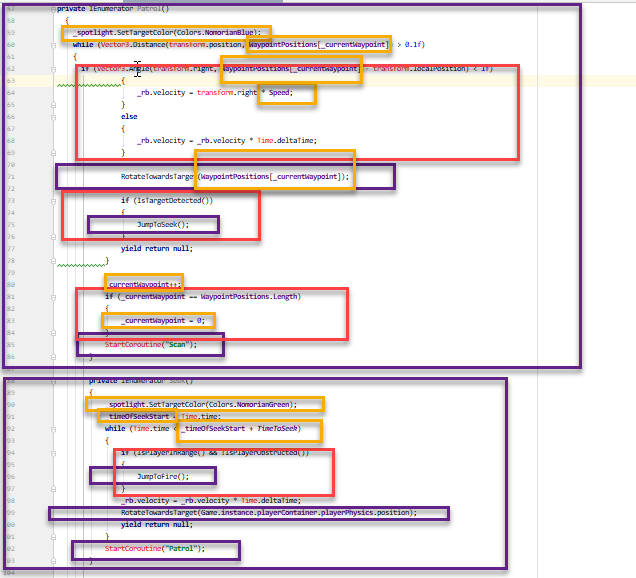 57 private IEnumerator Patrol()
58 {
59 _spotlight.SetTargetColor(Colors.NomorianBlue);
60 while (Vector3.Distance(transform.position, WaypointPositions[_currentWaypoint]) > 0.1f)
61 {
62 if (Vector3.Angle(transform.right, WaypointPositions[_currentWaypoint] - transform.localPosition) < 1f)
63 {
64 _rb.velocity = transform.right * Speed;
65 }
66 else
67 {
68 _rb.velocity = _rb.velocity * Time.deltaTime;
69 }
70
71 RotateTowardsTarget(WaypointPositions[_currentWaypoint]);
72
73 if (IsTargetDetected())
74 {
75 JumpToSeek();
76 }
77 yield return null;
78 }
79
80 _currentWaypoint++;
81 if (_currentWaypoint == WaypointPositions.Length)
82 {
83 _currentWaypoint = 0;
84 }
85 StartCoroutine("Scan");
86 }
87
88 private IEnumerator Seek()
89 {
90 _spotlight.SetTargetColor(Colors.NomorianGreen);
91 _timeOfSeekStart = Time.time;
92 while (Time.time < _timeOfSeekStart + TimeToSeek)
93 {
94 if (IsPlayerInRange() && !IsPlayerObstructed())
95 {
96 JumpToFire();
97 }
98 _rb.velocity = _rb.velocity * Time.deltaTime;
99 RotateTowardsTarget(Game.instance.playerContainer.playerPhysics.position);
100 yield return null;
101 }
102 StartCoroutine("Patrol");
103 }
104